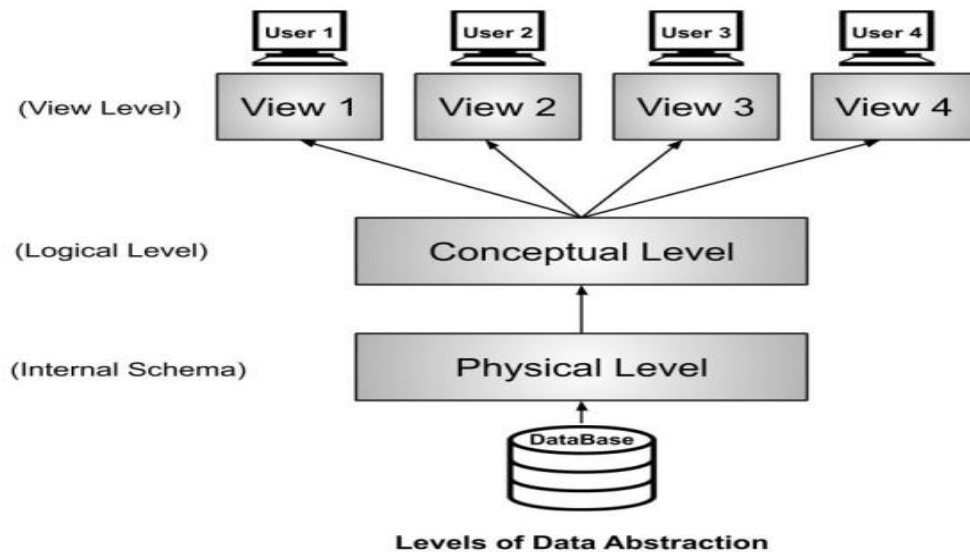 User 1
User 2
User 3
User 4
(View Level)
View 1
View 2
View 3
View 4
(Logical Level)
Conceptual Level
(Internal Schema)
Physical Level
DataBase
Levels of Data Abstraction